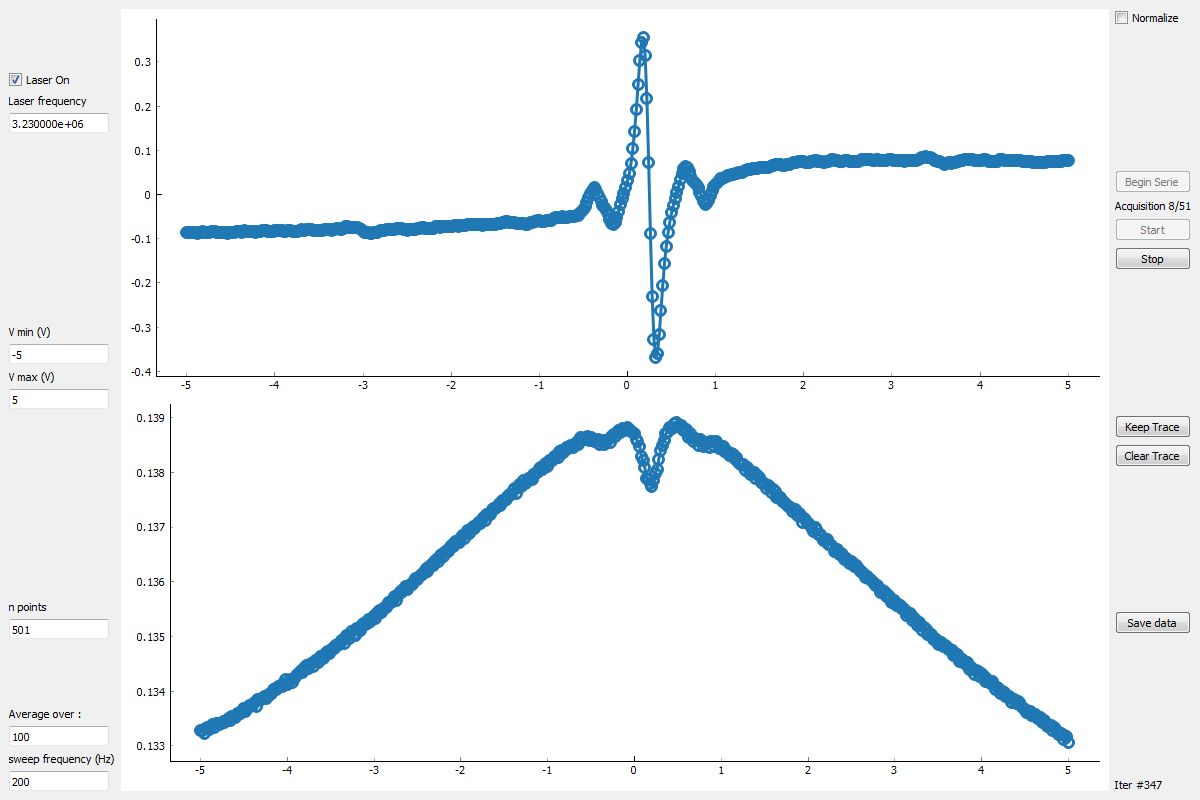 Normalize
Laser On
Laser frequency
3.230000e+06
0.3
0.2
0.1
0
-0.1
-0.2
-0.3
-0.4
-5 -4 -3 -2 -1 0 1 2 3 4 5
Begin Serie
Acquisition 8/51
Start
Stop
V min (V)
-5
V max (V)
5
0.139
0.138
0.137
0.136
0.135
0.134
0.133
-5 -4 -3 -2 -1 0 1 2 3 4 5
Keep Trace
Clear Trace
n points
501
Save data
Average over :
100
sweep frequency (Hz)
200
Iter #347